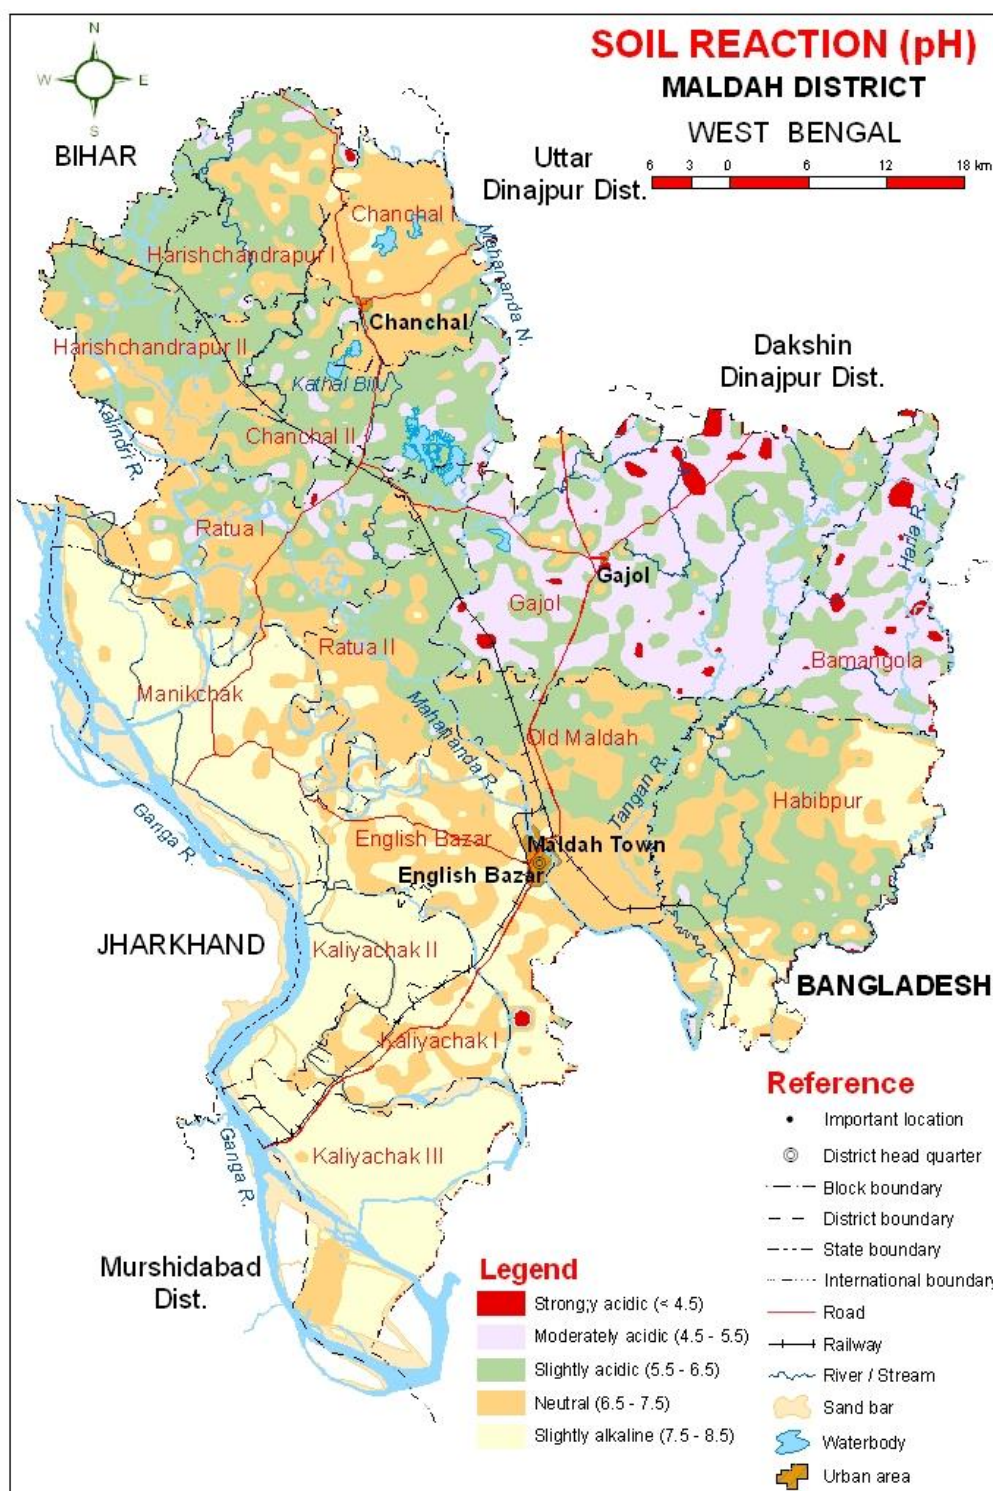 SOIL REACTION (pH)
MALDAH DISTRICT
WEST BENGAL
6 3 0 6 12 18 km
N
W E
S
BIHAR
Uttar
Dinajpur Dist.
Chanchal I
Harishchandrapur I
Mahananda N.
Chanchal
Harishchandrapur II
Dakshin
Dinajpur Dist.
Kathal Bil
Kalindri R.
Chanchal II
Ratua I
Haria R.
Gajol
Gajol
Ratua II
Bamangola
Manikchak
Mahananda R.
Old Maldah
Tangan R.
Habibpur
Ganga R.
English Bazar
Maldah Town
English Bazar
JHARKHAND
Kaliyachak II
BANGLADESH
Kaliyachak I
Ganga R.
Kaliyachak III
Murshidabad
Dist.
Reference
Important location
District head quarter
Block boundary
District boundary
State boundary
International boundary
Road
Railway
River / Stream
Sand bar
Waterbody
Urban area
Legend
Strong;y acidic (< 4.5)
Moderately acidic (4.5 - 5.5)
Slightly acidic (5.5 - 6.5)
Neutral (6.5 - 7.5)
Slightly alkaline (7.5 - 8.5)